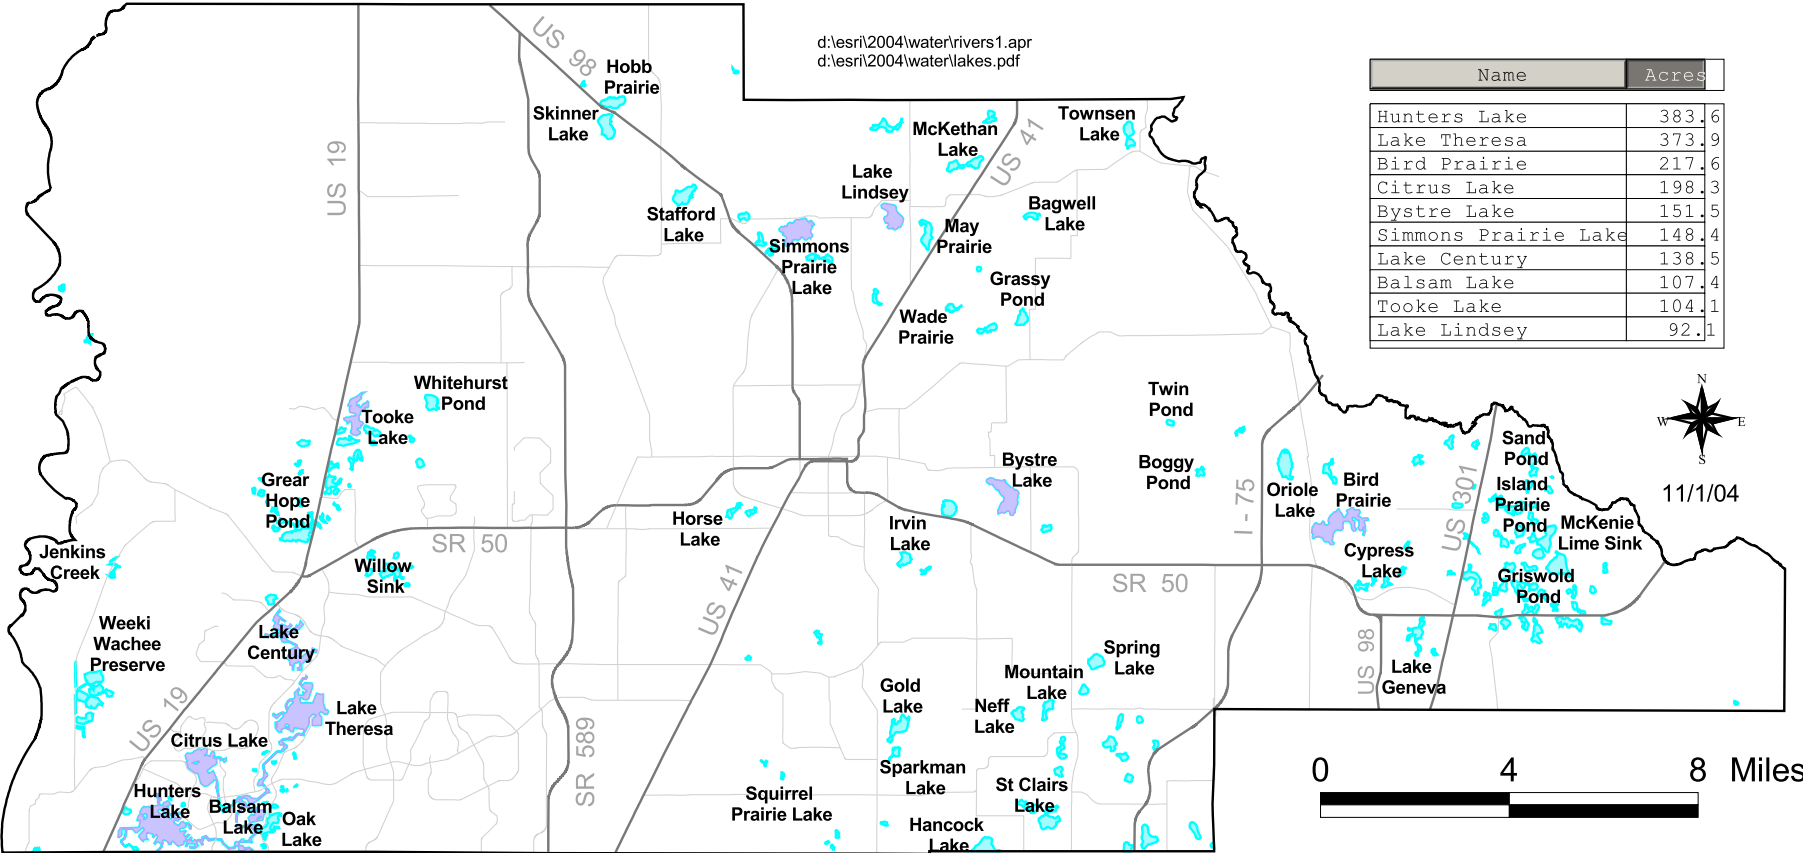 d:\esri\2004\water\rivers1.apr
d:\esri\2004\water\lakes.pdf
Name Acres
Hunters Lake 383.6
Lake Theresa 373.9
Bird Prairie 217.6
Citrus Lake 198.3
Bystre Lake 151.5
Simmons Prairie Lake 148.4
Lake Century 138.5
Balsam Lake 107.4
Tooke Lake 104.1
Lake Lindsey 92.1
N
W E
S
11/1/04
US 98
Hobb
Prairie
Skinner
Lake
US 19
McKethan
Lake
US 41
Townsen
Lake
Lake
Lindsey
Stafford
Lake
Simmons
Prairie
Lake
May
Prairie
Bagwell
Lake
Grassy
Pond
Wade
Prairie
Whitehurst
Pond
Tooke
Lake
Twin
Pond
Grear
Hope
Pond
Bystre
Lake
Boggy
Pond
I-75
Oriole
Lake
Bird
Prairie
US 301
Sand
Pond
Island
Prairie
Pond
McKenie
Lime Sink
Horse
Lake
Irvin
Lake
SR 50
Jenkins
Creek
Willow
Sink
Cypress
Lake
Griswold
Pond
SR 50
US 41
Weeki
Wachee
Preserve
Lake
Century
US 19
Lake
Theresa
Spring
Lake
Mountain
Lake
Neff
Lake
Gold
Lake
US 98
Lake
Geneva
Citrus Lake
SR 589
Sparkman
Lake
St Clairs
Lake
Squirrel
Prairie Lake
Hunters
Lake
Balsam
Lake
Oak
Lake
Hancock
Lake
0 4 8 Miles